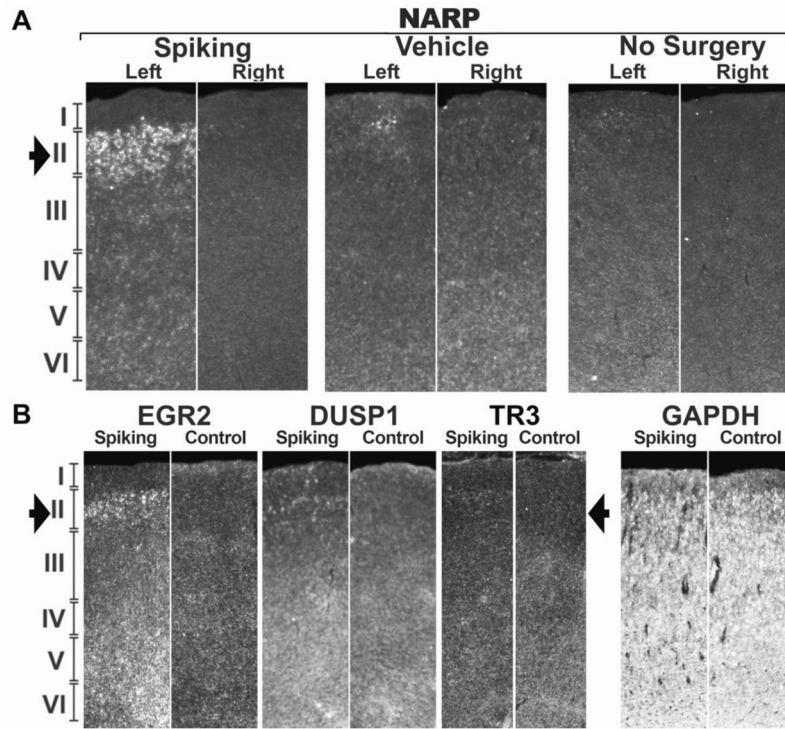 A
NARP
Spiking Vehicle No Surgery
Left Right Left Right Left Right
I
II
III
IV
V
VI
B
EGR2 DUSP1 TR3 GAPDH
Spiking Control Spiking Control Spiking Control Spiking Control
I
II
III
IV
V
VI